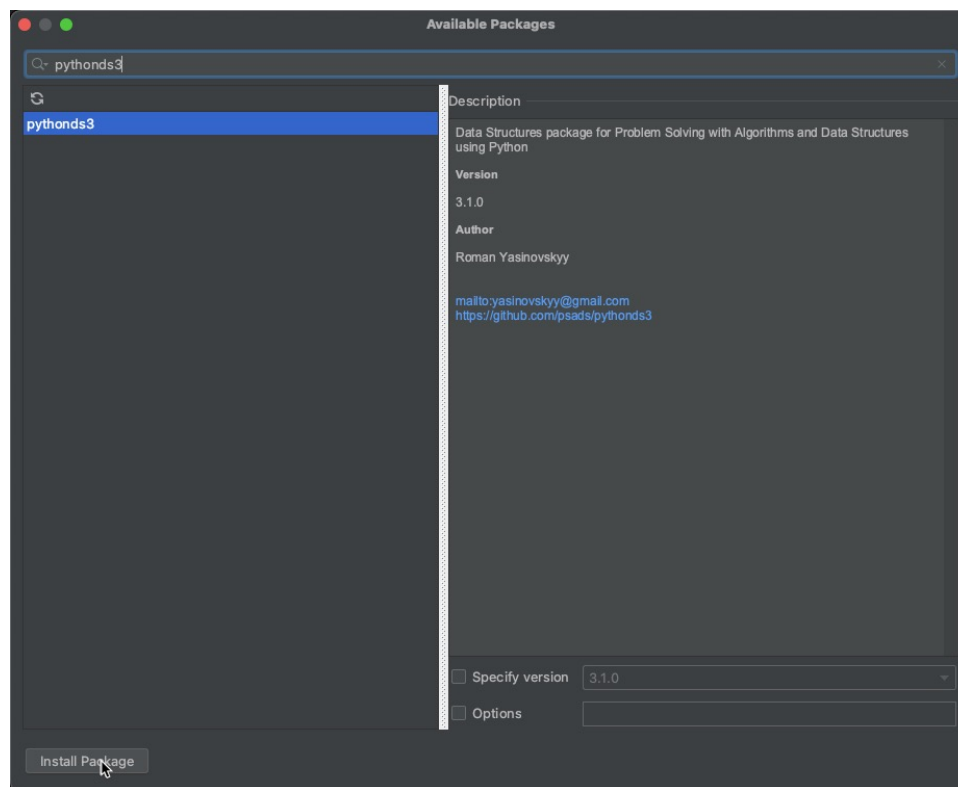 Available Packages
pythonds3
pythonds3
Description
Data Structures package for Problem Solving with Algorithms and Data Structures
using Python
Version
3.1.0
Author
Roman Yasinovskyy
mailto:yasinovskyy@gmail.com
https://github.com/psads/pythonds3
Specify version 3.1.0
Options
Install Package